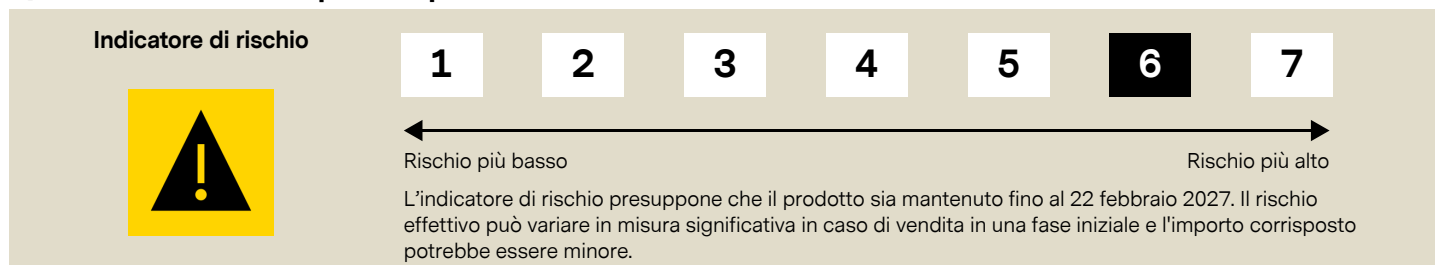 Indicatore di rischio
1 2 3 4 5 6 7
!
Rischio più basso Rischio più alto
L'indicatore di rischio presuppone che il prodotto sia mantenuto fino al 22 febbraio 2027. Il rischio
effettivo può variare in misura significativa in caso di vendita in una fase iniziale e l'importo corrisposto
potrebbe essere minore.